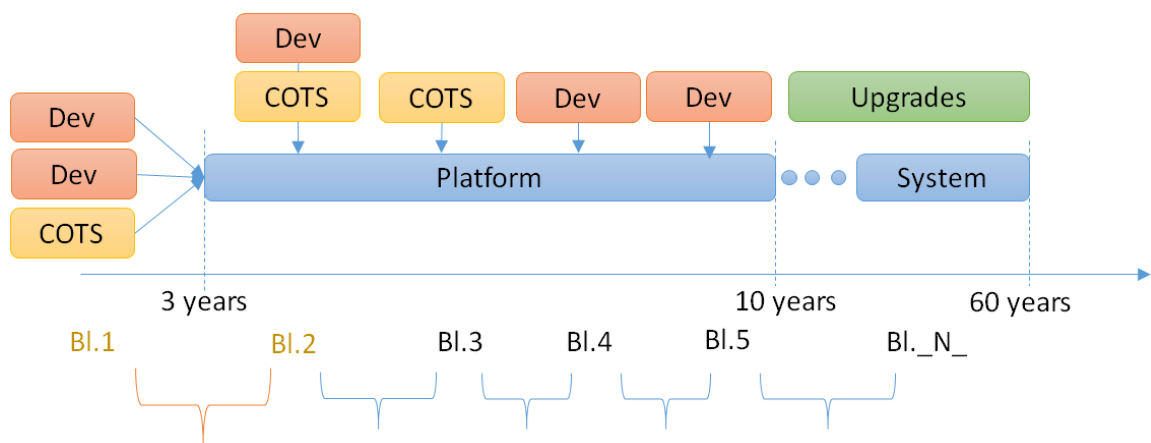 Dev
COTS
COTS
Dev
Dev
Upgrades
Dev
Dev
COTS
Platform
System
3 years
10 years
60 years
Bl.1
Bl.2
Bl.3
Bl.4
Bl.5
Bl._N_